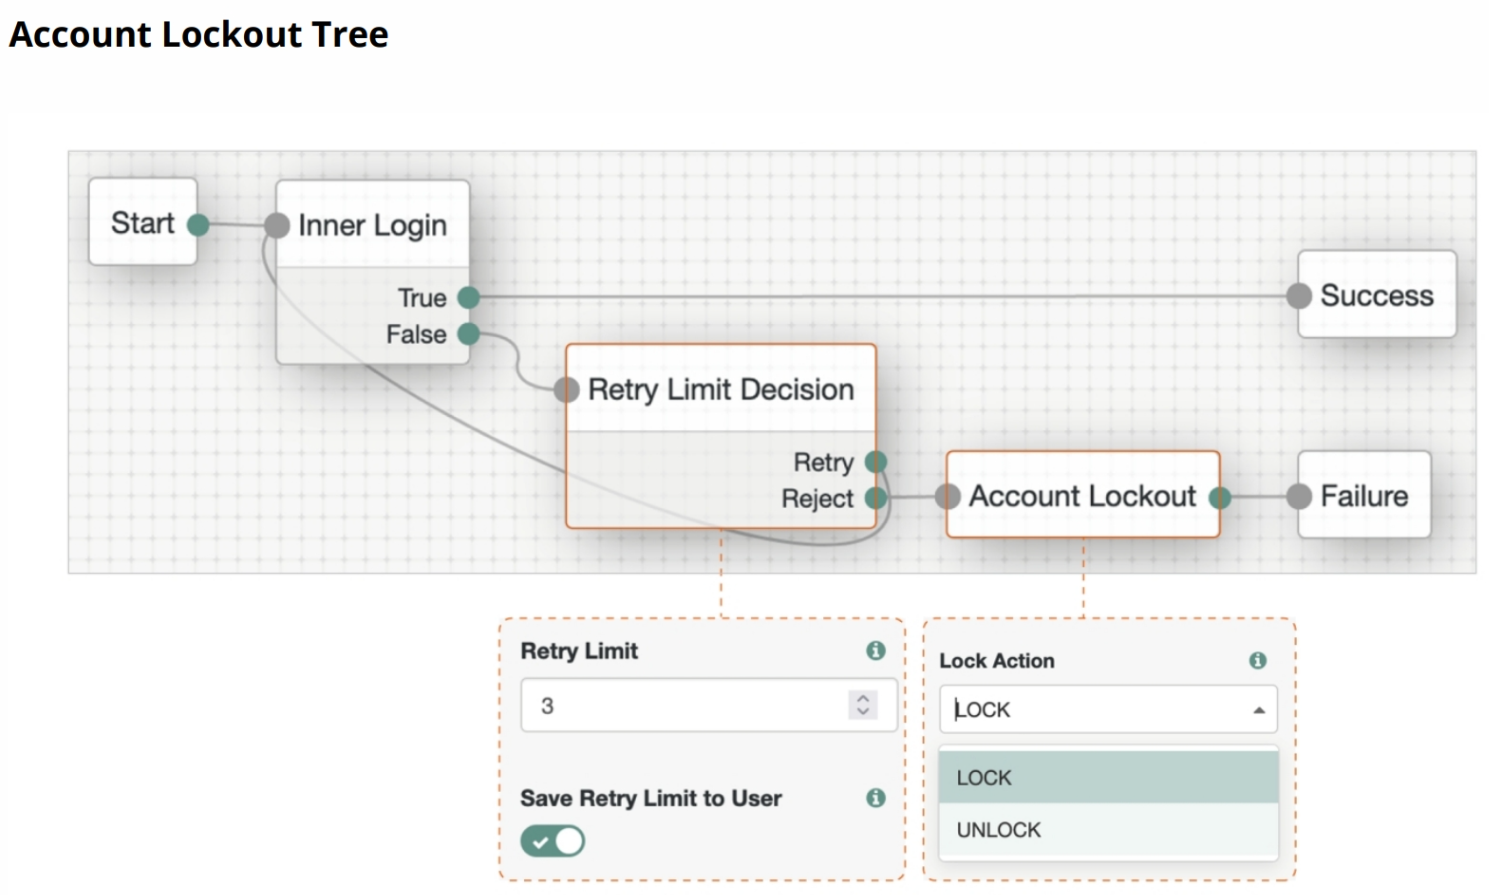 Account Lockout Tree
Start
Inner Login
True
False
Success
Retry Limit Decision
Retry
Reject
Account Lockout
Failure
Retry Limit
3
Save Retry Limit to User
Lock Action
LOCK
LOCK
UNLOCK